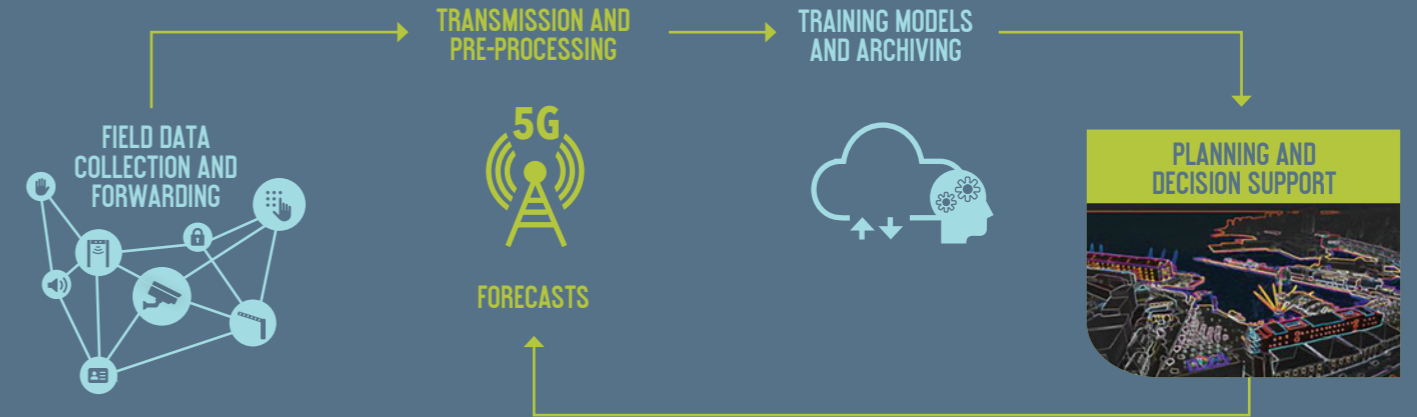 TRANSMISSION AND
PRE-PROCESSING
TRAINING MODELS
AND ARCHIVING
FIELD DATA
COLLECTION AND
FORWARDING
5G
PLANNING AND
DECISION SUPPORT
FORECASTS